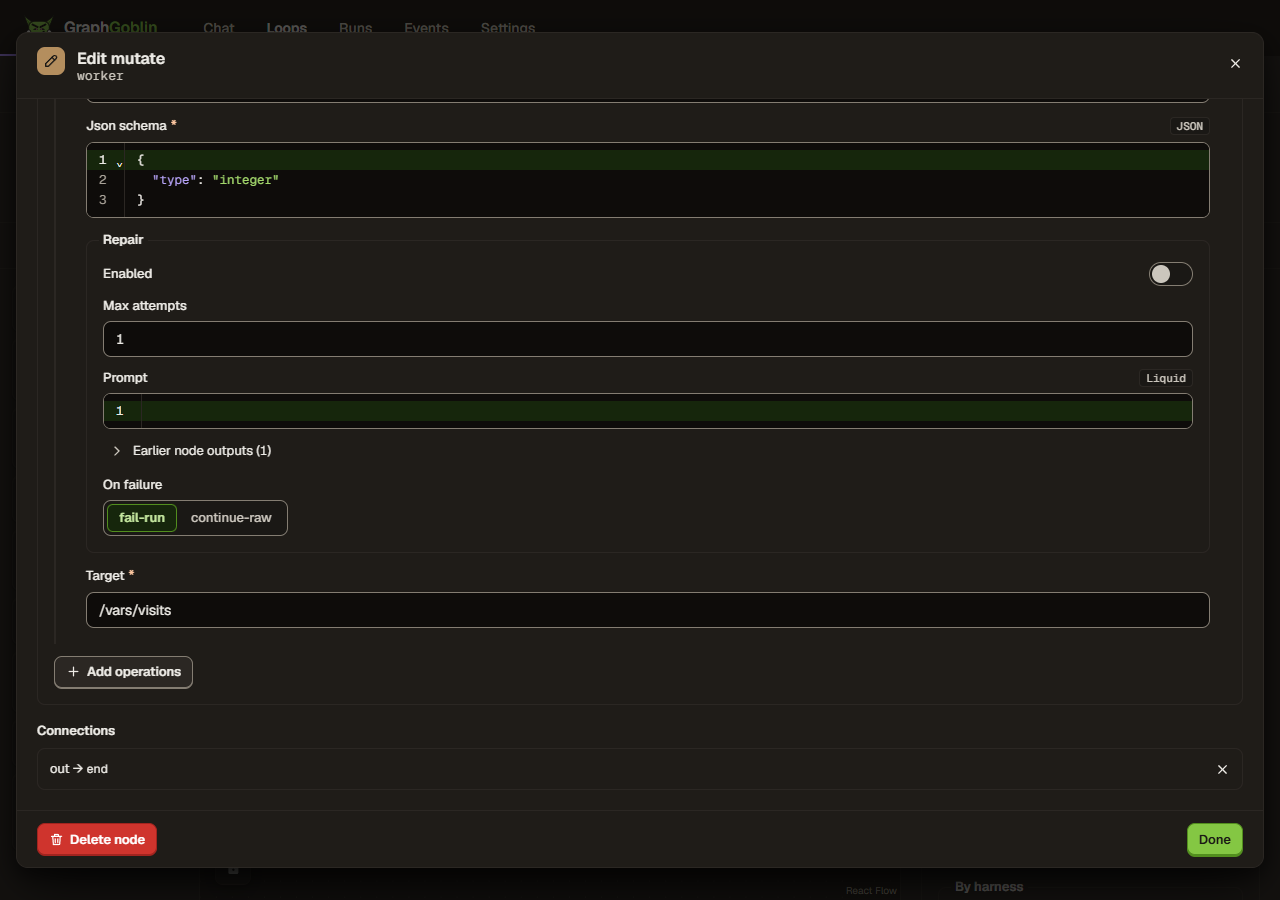 GraphGoblin Chat Loops Runs Events Settings
Edit mutate
worker
Json schema *
JSON
1 {
2 "type": "integer"
3 }
Repair
Enabled
Max attempts
1
Prompt
Liquid
1
Earlier node outputs (1)
On failure
fail-run continue-raw
Target *
/vars/visits
+ Add operations
Connections
out → end
Delete node
Done
React Flow
By harness